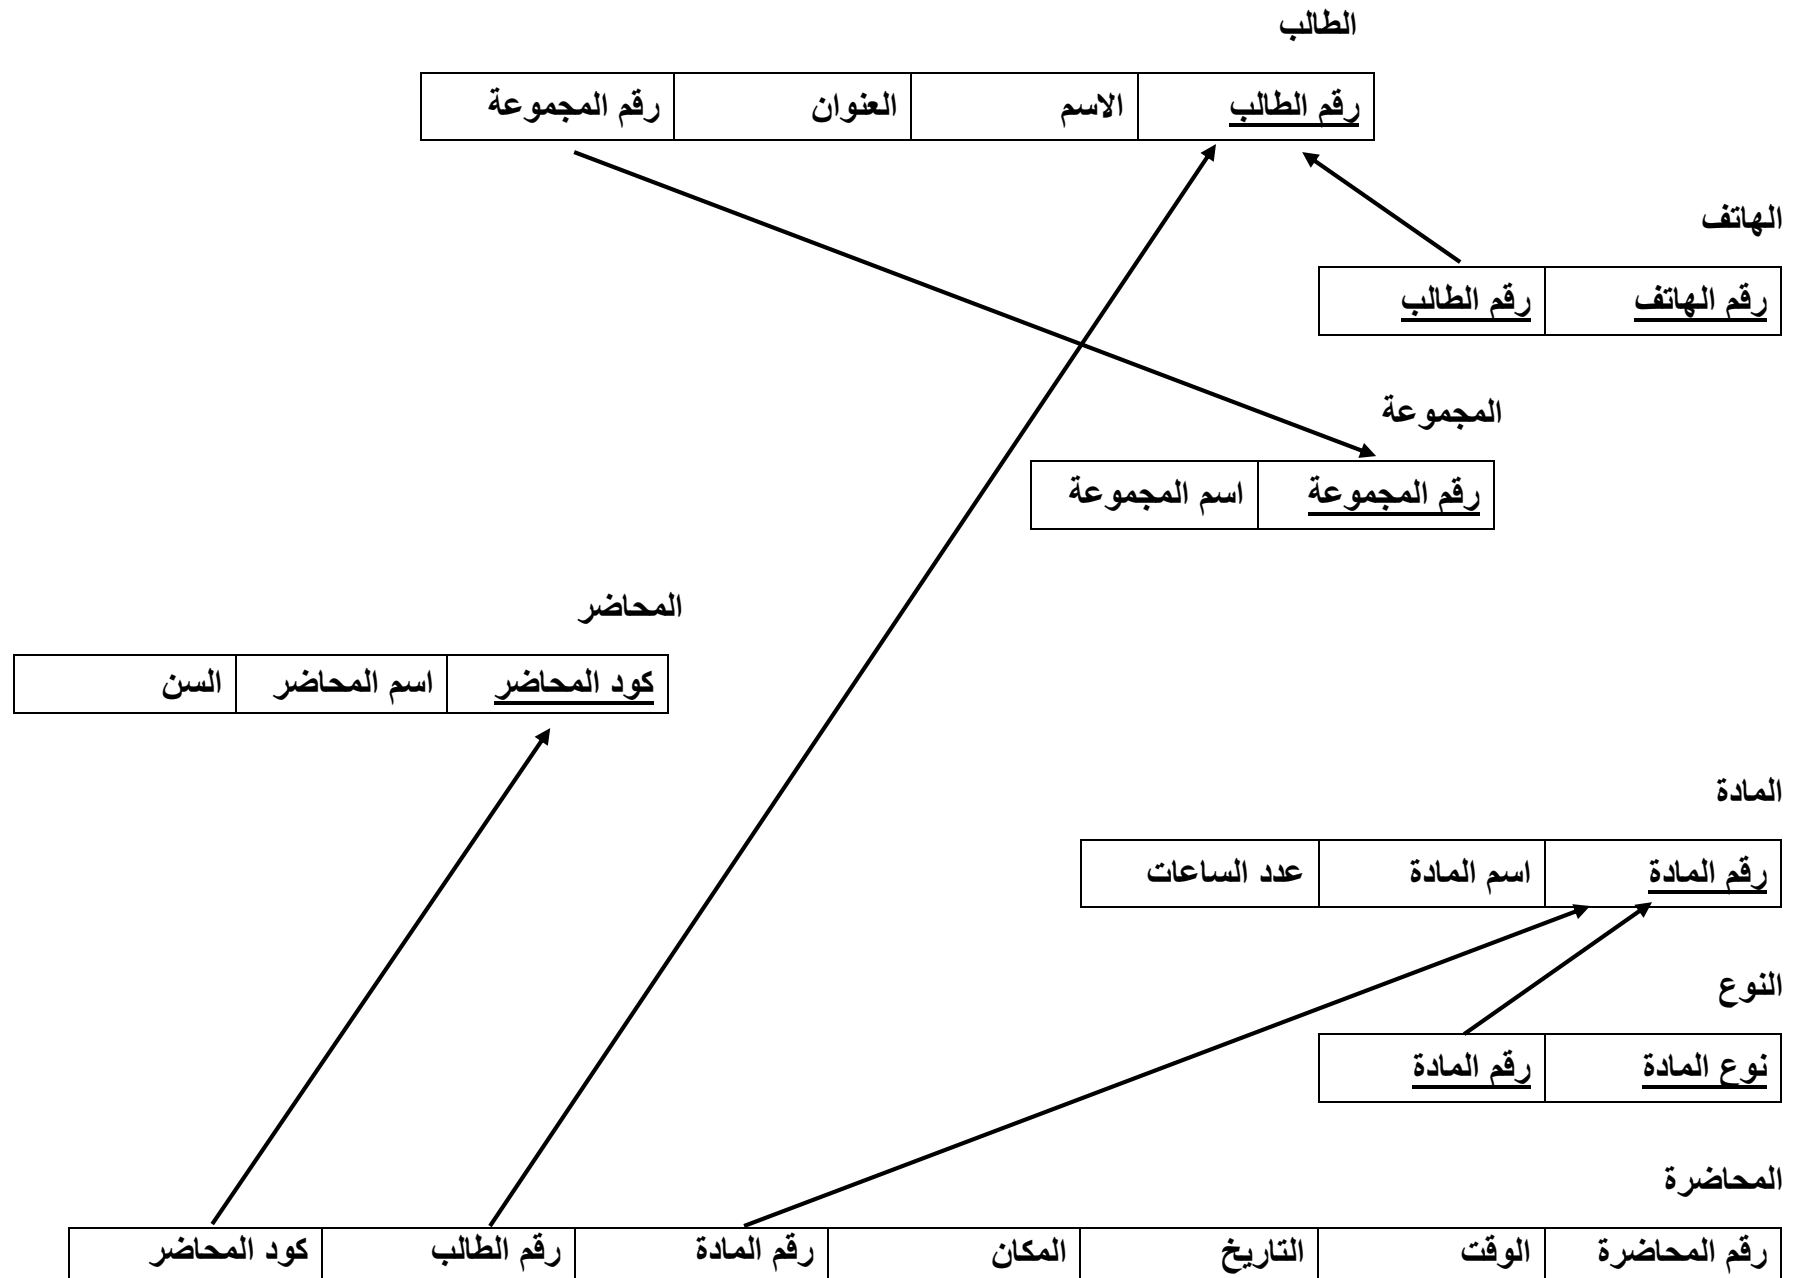 الطالب
رقم الطالب الاسم العنوان رقم المجموعة
الهاتف
رقم الهاتف رقم الطالب
المجموعة
رقم المجموعة اسم المجموعة
المحاضر
كود المحاضر اسم المحاضر السن
المادة
رقم المادة اسم المادة عدد الساعات
النوع
نوع المادة رقم المادة
المحاضرة
رقم المحاضرة الوقت التاريخ المكان رقم المادة رقم الطالب كود المحاضر